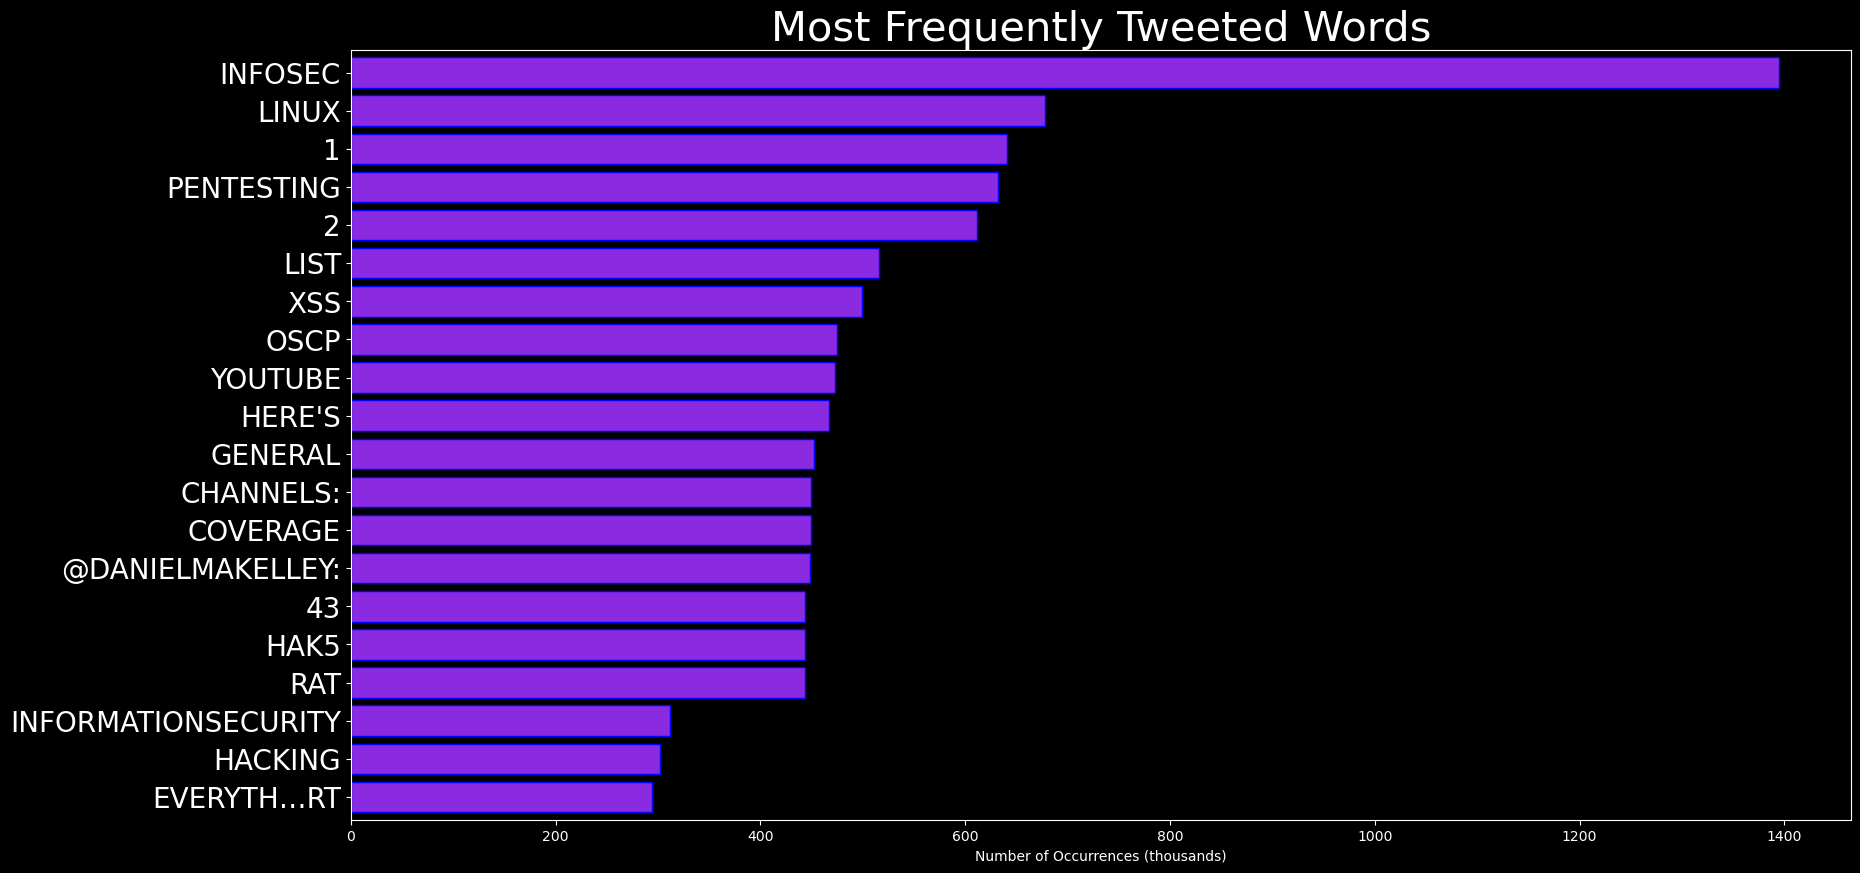 Most Frequently Tweeted Words
INFOSEC
LINUX
1
PENTESTING
2
LIST
XSS
OSCP
YOUTUBE
HERE'S
GENERAL
CHANNELS:
COVERAGE
@DANIELMAKELLEY:
43
HAK5
RAT
INFORMATIONSECURITY
HACKING
EVERYTH…RT
0 200 400 600 800 1000 1200 1400
Number of Occurrences (thousands)